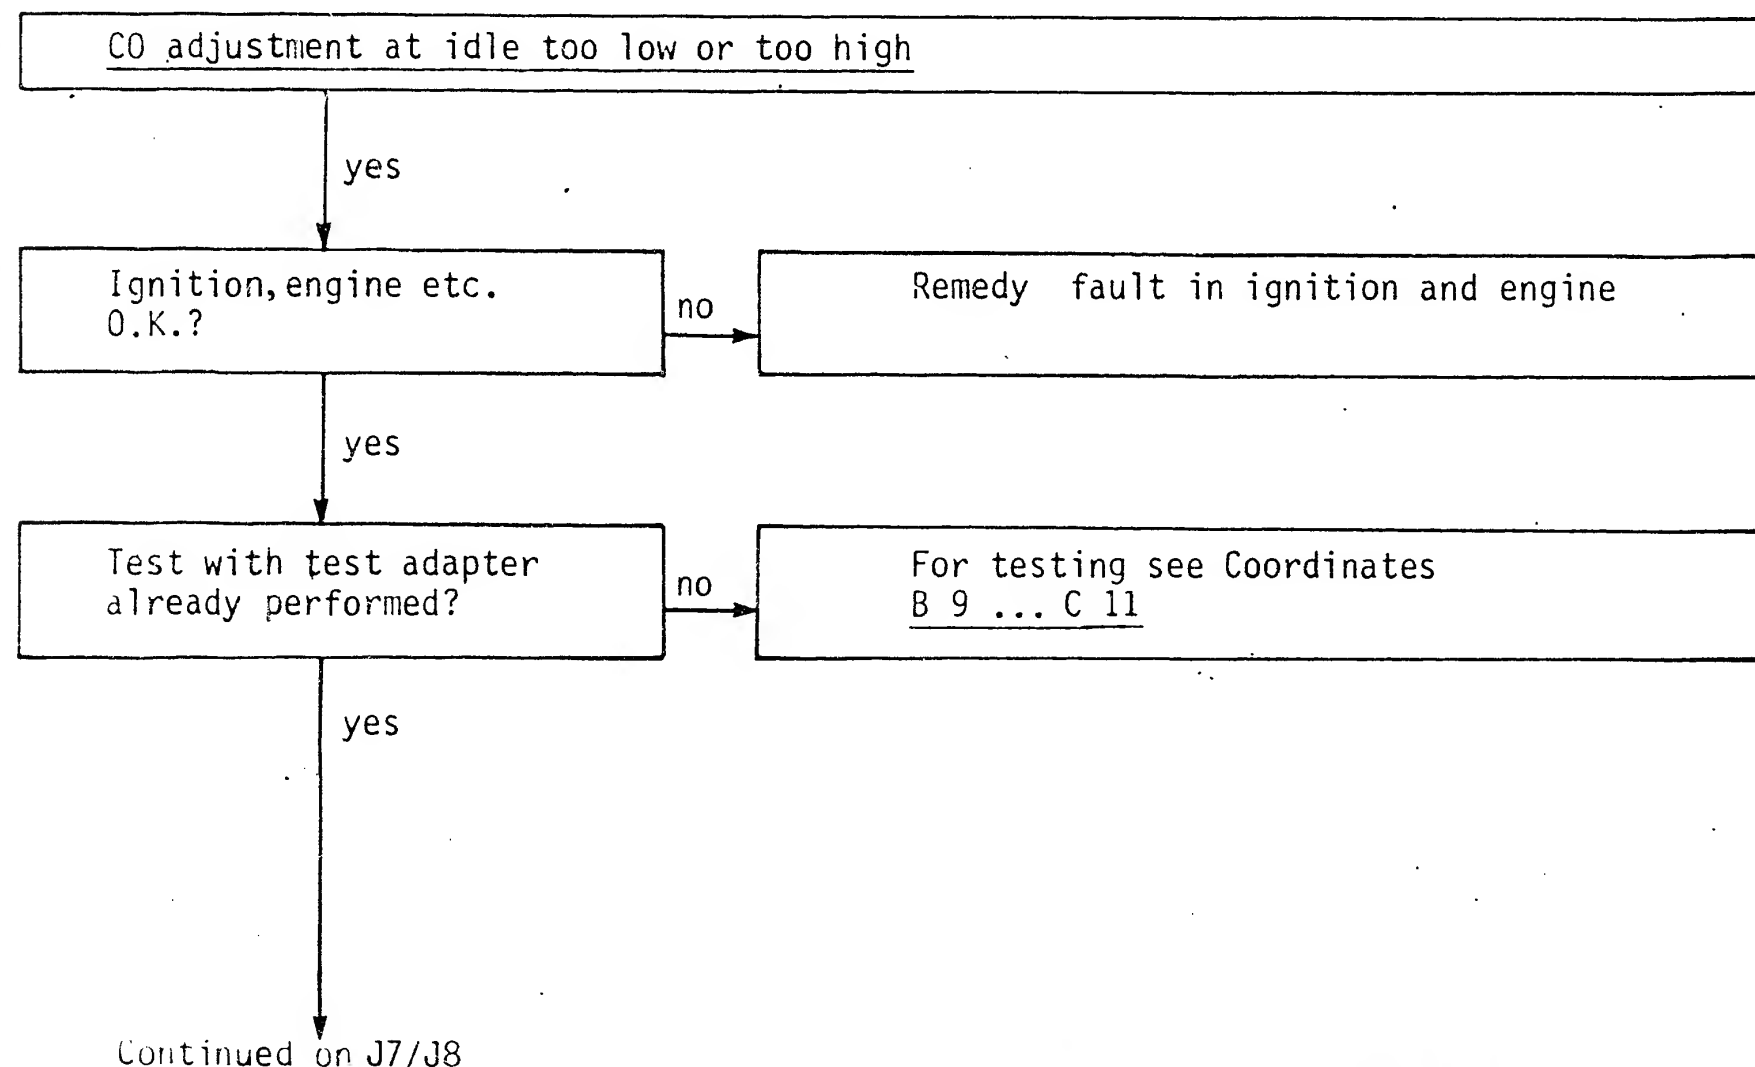 CO adjustment at idle too low or too high
yes
Ignition, engine etc.
O.K.?
no
Remedy fault in ignition and engine
yes
Test with test adapter
already performed?
no
For testing see Coordinates
B 9 ... C 11
yes
Continued on J7/J8